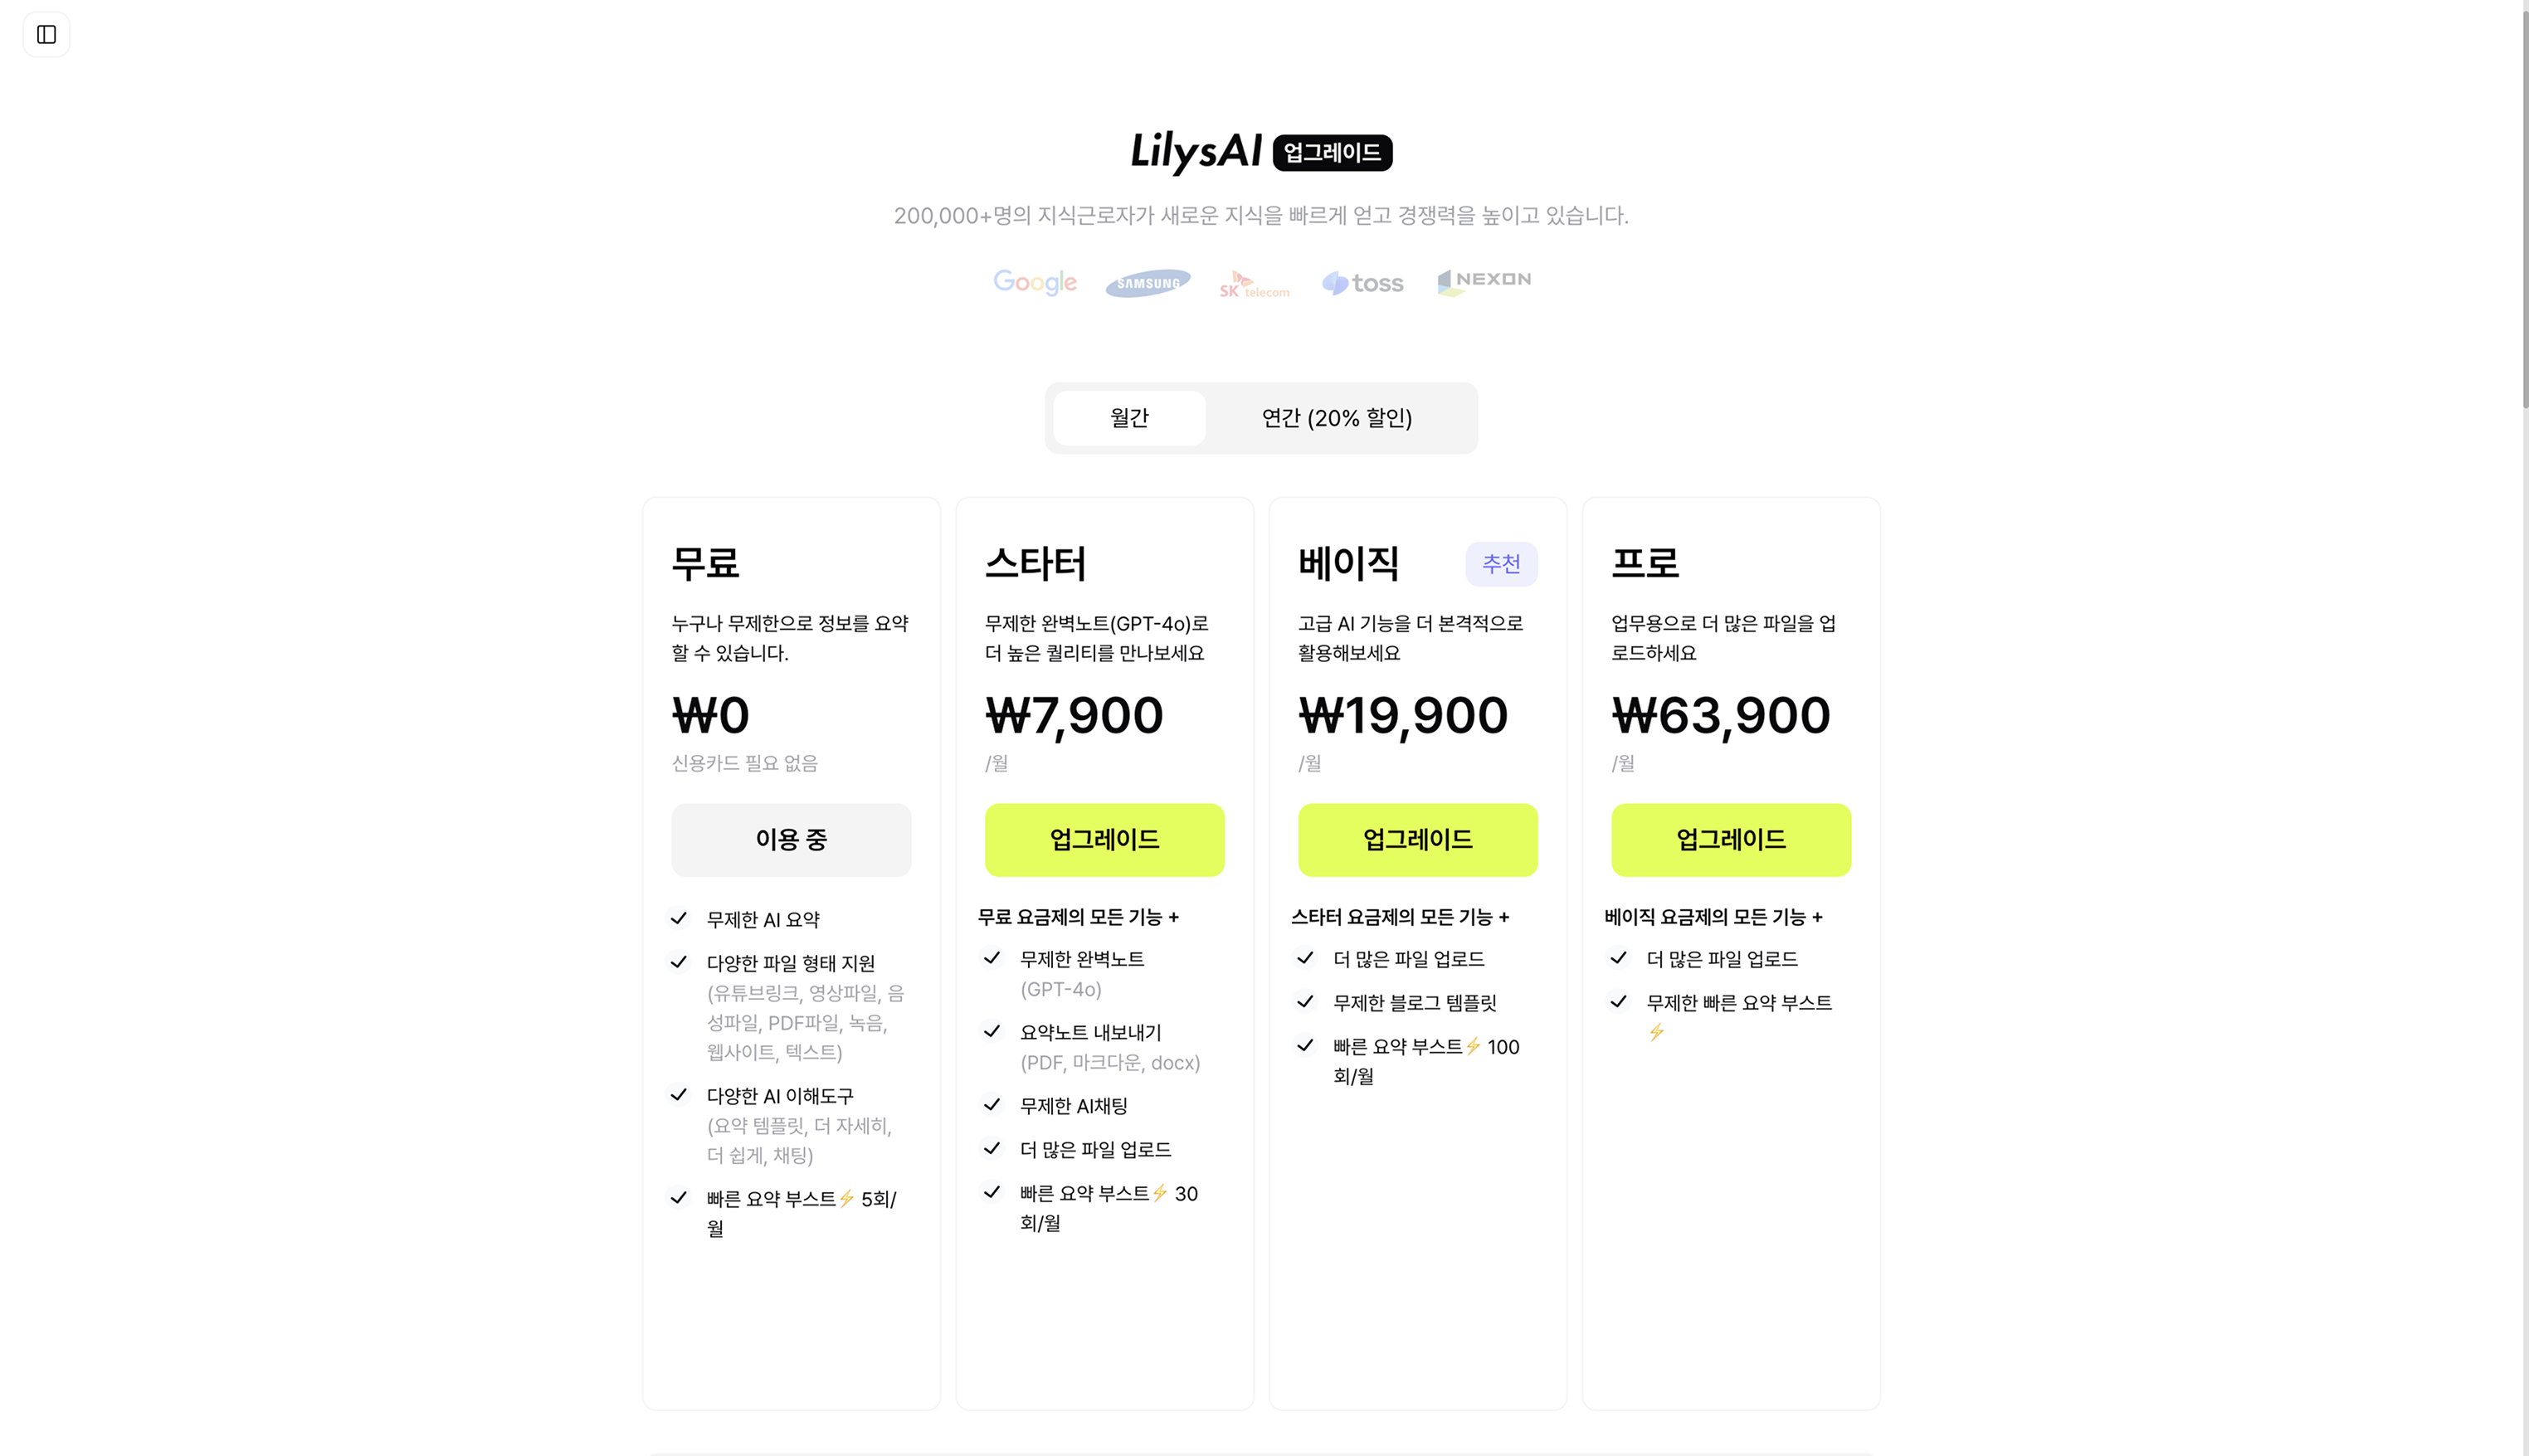 LilysAI 업그레이드
200,000+명의 지식근로자가 새로운 지식을 빠르게 얻고 경쟁력을 높이고 있습니다.
Google SAMSUNG SK telecom toss NEXON
월간 연간 (20% 할인)
무료
누구나 무제한으로 정보를 요약
할 수 있습니다.
₩0
신용카드 필요 없음
이용 중
무제한 AI 요약
다양한 파일 형태 지원
(유튜브링크, 영상파일, 음
성파일, PDF파일, 녹음,
웹사이트, 텍스트)
다양한 AI 이해도구
(요약 템플릿, 더 자세히,
더 쉽게, 채팅)
빠른 요약 부스트⚡ 5회/
월
스타터
무제한 완벽노트(GPT-4o)로
더 높은 퀄리티를 만나보세요
₩7,900
/월
업그레이드
무료 요금제의 모든 기능 +
무제한 완벽노트
(GPT-4o)
요약노트 내보내기
(PDF, 마크다운, docx)
무제한 AI채팅
더 많은 파일 업로드
빠른 요약 부스트⚡ 30
회/월
베이직 추천
고급 AI 기능을 더 본격적으로
활용해보세요
₩19,900
/월
업그레이드
스타터 요금제의 모든 기능 +
더 많은 파일 업로드
무제한 블로그 템플릿
빠른 요약 부스트⚡ 100
회/월
프로
업무용으로 더 많은 파일을 업
로드하세요
₩63,900
/월
업그레이드
베이직 요금제의 모든 기능 +
더 많은 파일 업로드
무제한 빠른 요약 부스트
⚡